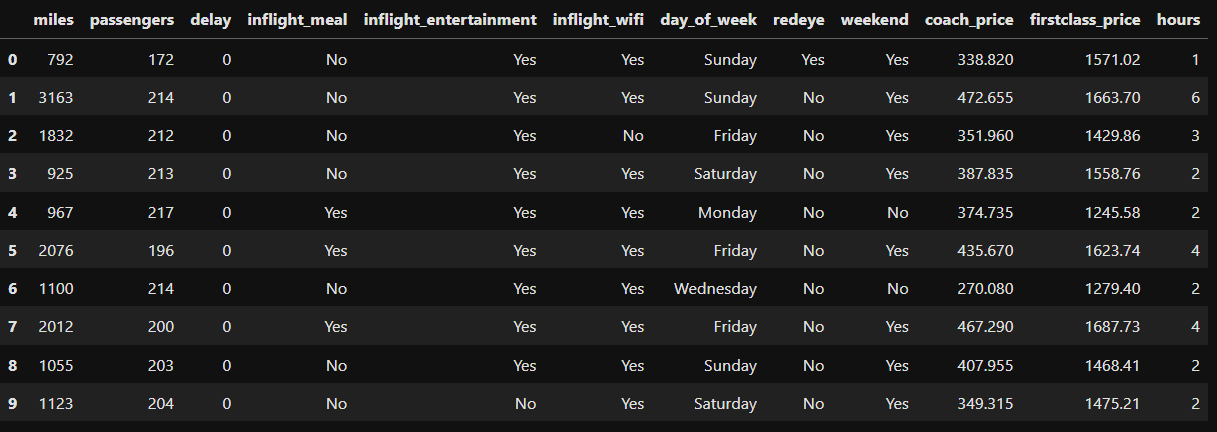 miles passengers delay inflight_meal inflight_entertainment inflight_wifi day_of_week redeye weekend coach_price firstclass_price hours
0 792 172 0 No Yes Yes Sunday Yes Yes 338.820 1571.02 1
1 3163 214 0 No Yes Yes Sunday No Yes 472.655 1663.70 6
2 1832 212 0 No Yes No Friday No Yes 351.960 1429.86 3
3 925 213 0 No Yes Yes Saturday No Yes 387.835 1558.76 2
4 967 217 0 Yes Yes Yes Monday No No 374.735 1245.58 2
5 2076 196 0 Yes Yes Yes Friday No Yes 435.670 1623.74 4
6 1100 214 0 No Yes Yes Wednesday No No 270.080 1279.40 2
7 2012 200 0 Yes Yes Yes Friday No Yes 467.290 1687.73 4
8 1055 203 0 No Yes Yes Sunday No Yes 407.955 1468.41 2
9 1123 204 0 No No Yes Saturday No Yes 349.315 1475.21 2